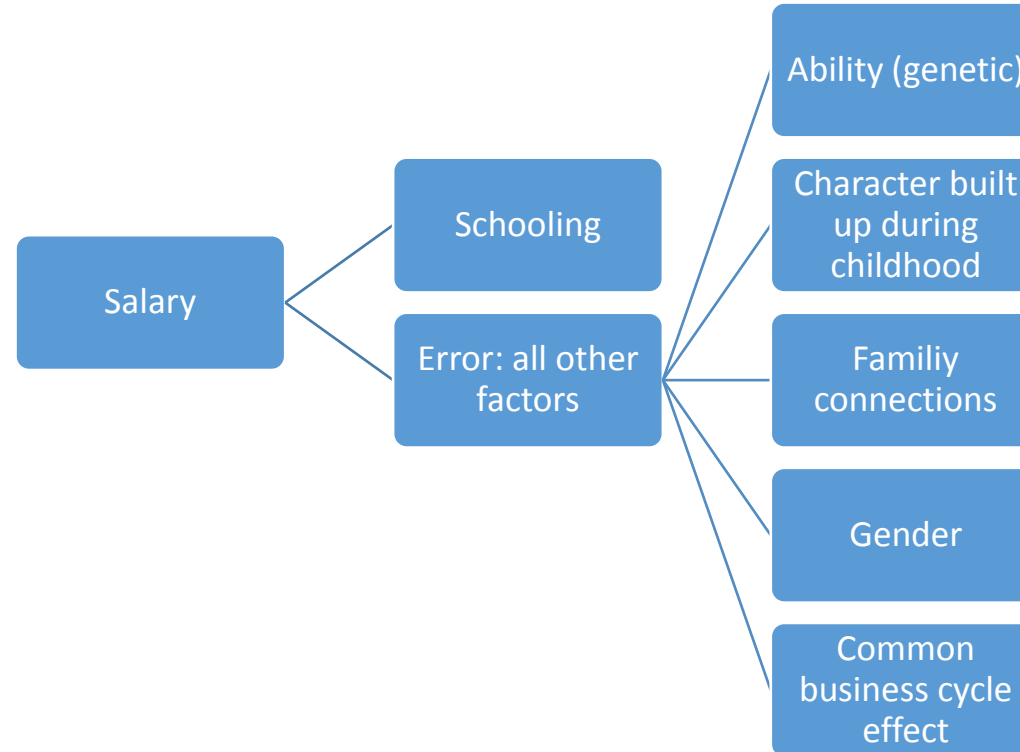 Salary
Schooling
Error: all other
factors
Ability (genetic)
Character built
up during
childhood
Familiy
connections
Gender
Common
business cycle
effect